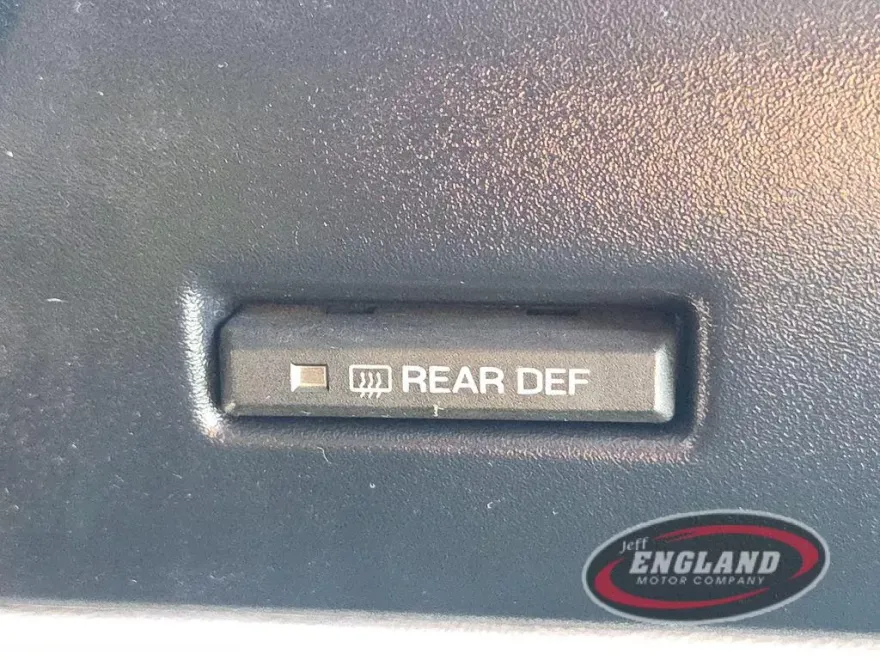 REAR DEF
Jeff
ENGLAND
MOTOR COMPANY